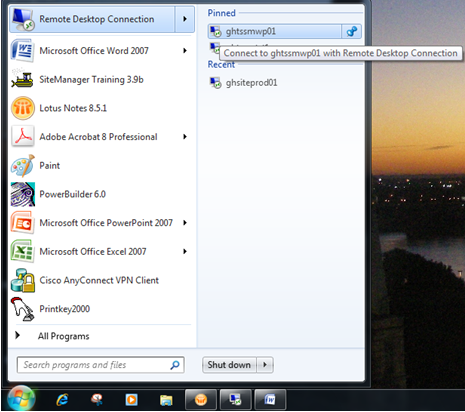 Remote Desktop Connection
Microsoft Office Word 2007
SiteManager Training 3.9b
Lotus Notes 8.5.1
Adobe Acrobat 8 Professional
Paint
PowerBuilder 6.0
Microsoft Office PowerPoint 2007
Microsoft Office Excel 2007
Cisco AnyConnect VPN Client
Printkey2000
All Programs
Search programs and files
Shut down
Pinned
ghtssmwp01
Connect to ghtssmwp01 with Remote Desktop Connection
Recent
ghsiteprod01